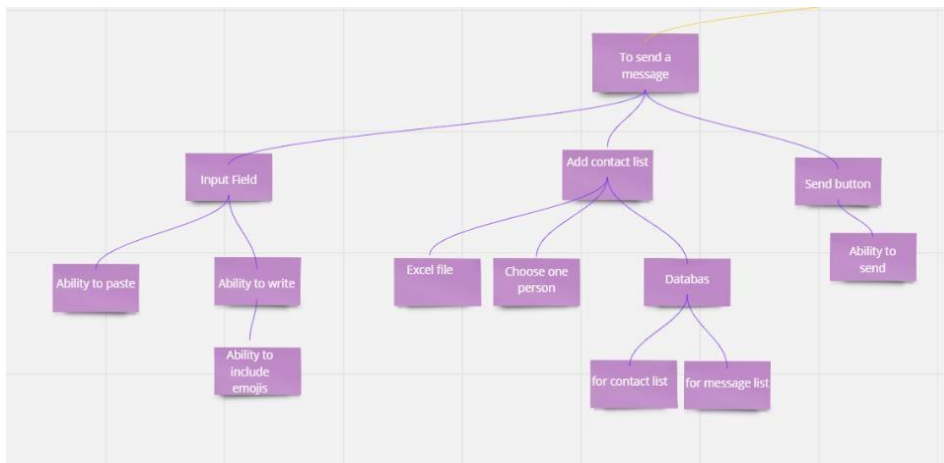 To send a
message
Input Field
Add contact list
Send button
Ability to paste
Ability to write
Excel file
Choose one
person
Databas
Ability to
send
Ability to
include
emojis
for contact list
for message list